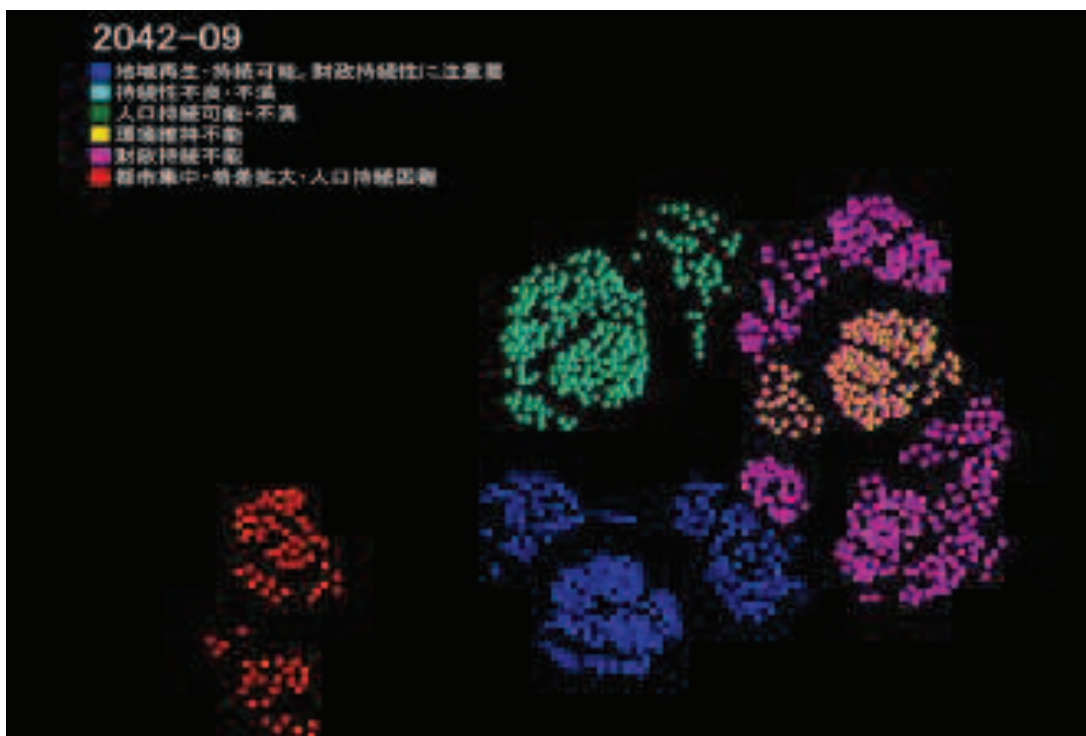 2042-09
地域再生・持続可能。財政持続性に注意要
持続性不良・不満
人口持続可能・不満
環境維持不能
財政持続不能
都市集中・格差拡大・人口持続困難